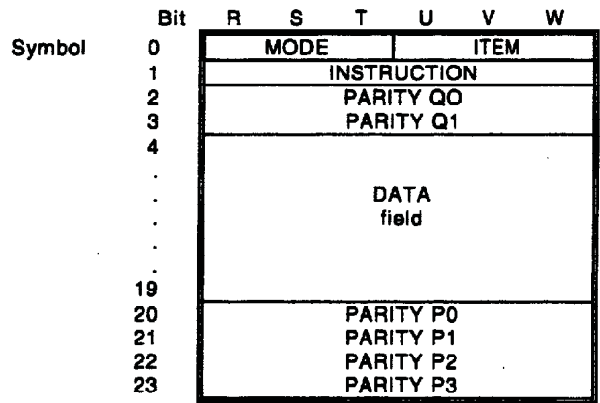 Bit R S T U V W
Symbol 0 MODE ITEM
1 INSTRUCTION
2 PARITY Q0
3 PARITY Q1
4
.
. DATA
. field
.
.
19
20 PARITY P0
21 PARITY P1
22 PARITY P2
23 PARITY P3